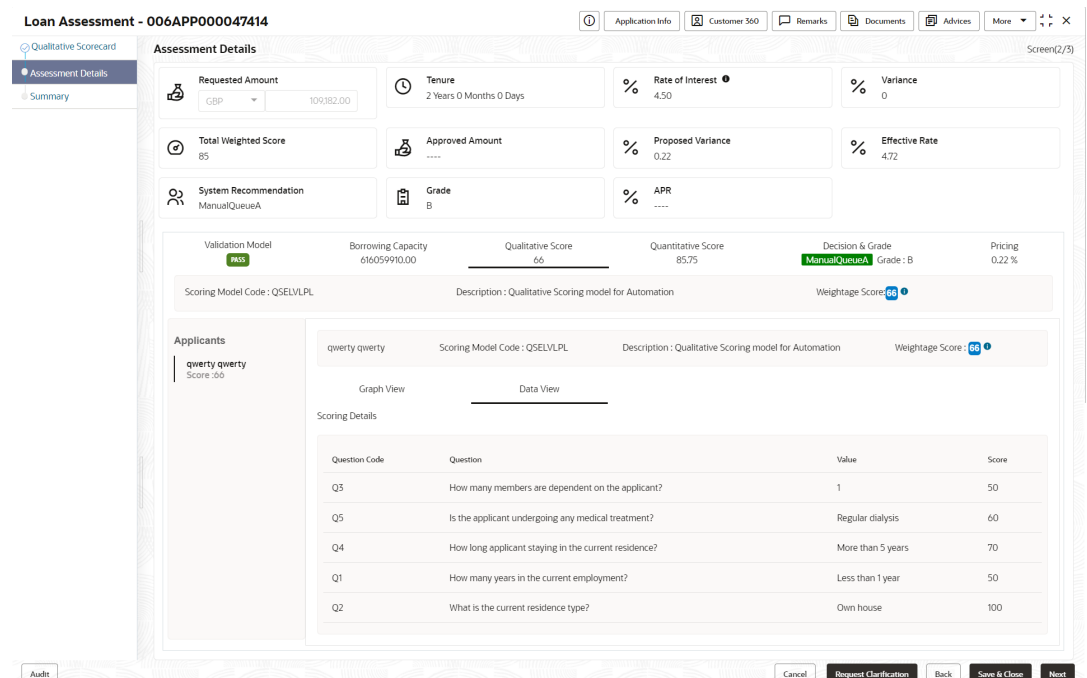 Loan Assessment - 006APP000047414
Application Info
Customer 360
Remarks
Documents
Advices
More
Qualitative Scorecard
Assessment Details
Summary
Assessment Details
Screen(2/3)
Requested Amount
GBP
109,182.00
Tenure
2 Years 0 Months 0 Days
Rate of Interest
4.50
Variance
0
Total Weighted Score
85
Approved Amount
----
Proposed Variance
0.22
Effective Rate
4.72
System Recommendation
ManualQueueA
Grade
B
APR
----
Validation Model
PASS
Borrowing Capacity
616059910.00
Qualitative Score
66
Quantitative Score
85.75
Decision & Grade
ManualQueueA Grade : B
Pricing
0.22 %
Scoring Model Code : QSELVLPL
Description : Qualitative Scoring model for Automation
Weightage Score: 66
Applicants
qwerty qwerty
Score :66
qwerty qwerty
Scoring Model Code : QSELVLPL
Description : Qualitative Scoring model for Automation
Weightage Score : 66
Graph View
Data View
Scoring Details
Question Code Question Value Score
Q3 How many members are dependent on the applicant? 1 50
Q5 Is the applicant undergoing any medical treatment? Regular dialysis 60
Q4 How long applicant staying in the current residence? More than 5 years 70
Q1 How many years in the current employment? Less than 1 year 50
Q2 What is the current residence type? Own house 100
Audit
Cancel
Request Clarification
Back
Save & Close
Next